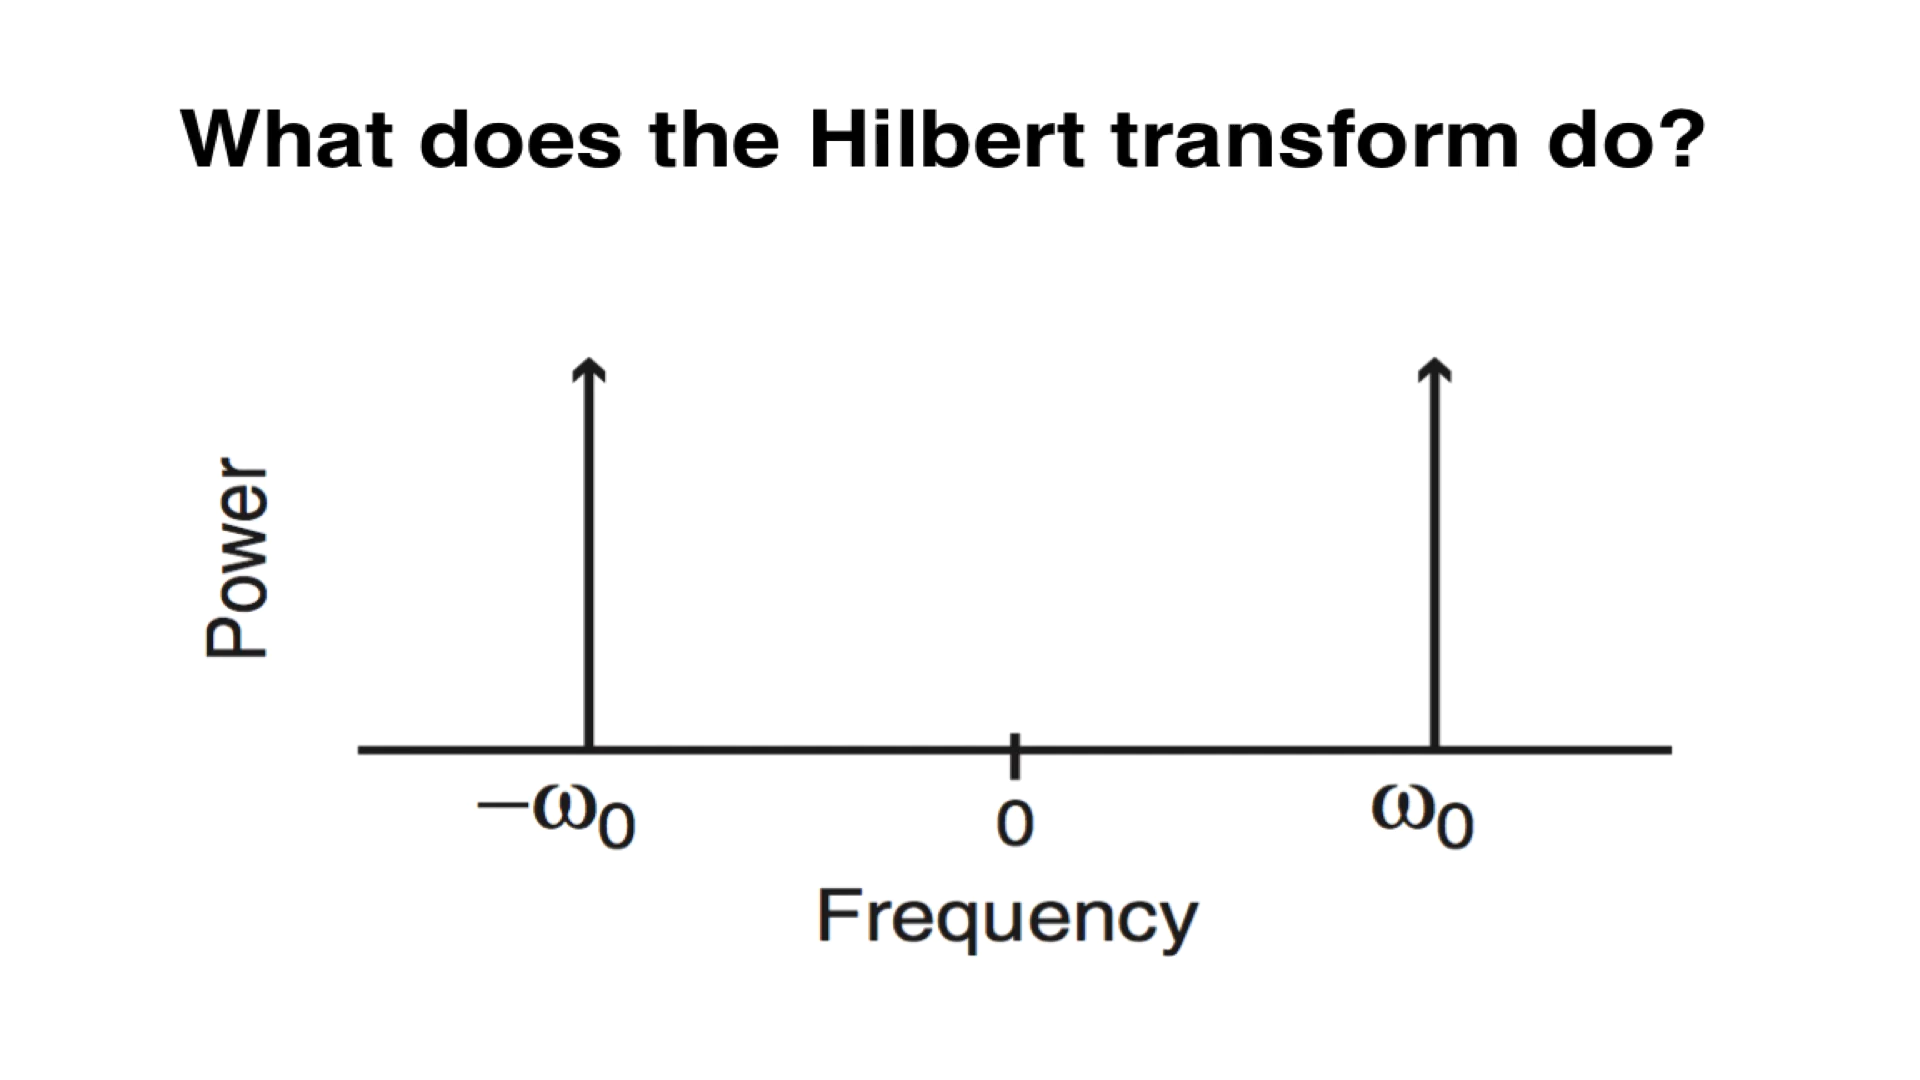 What does the Hilbert transform do?
Power
−ω₀
0
ω₀
Frequency